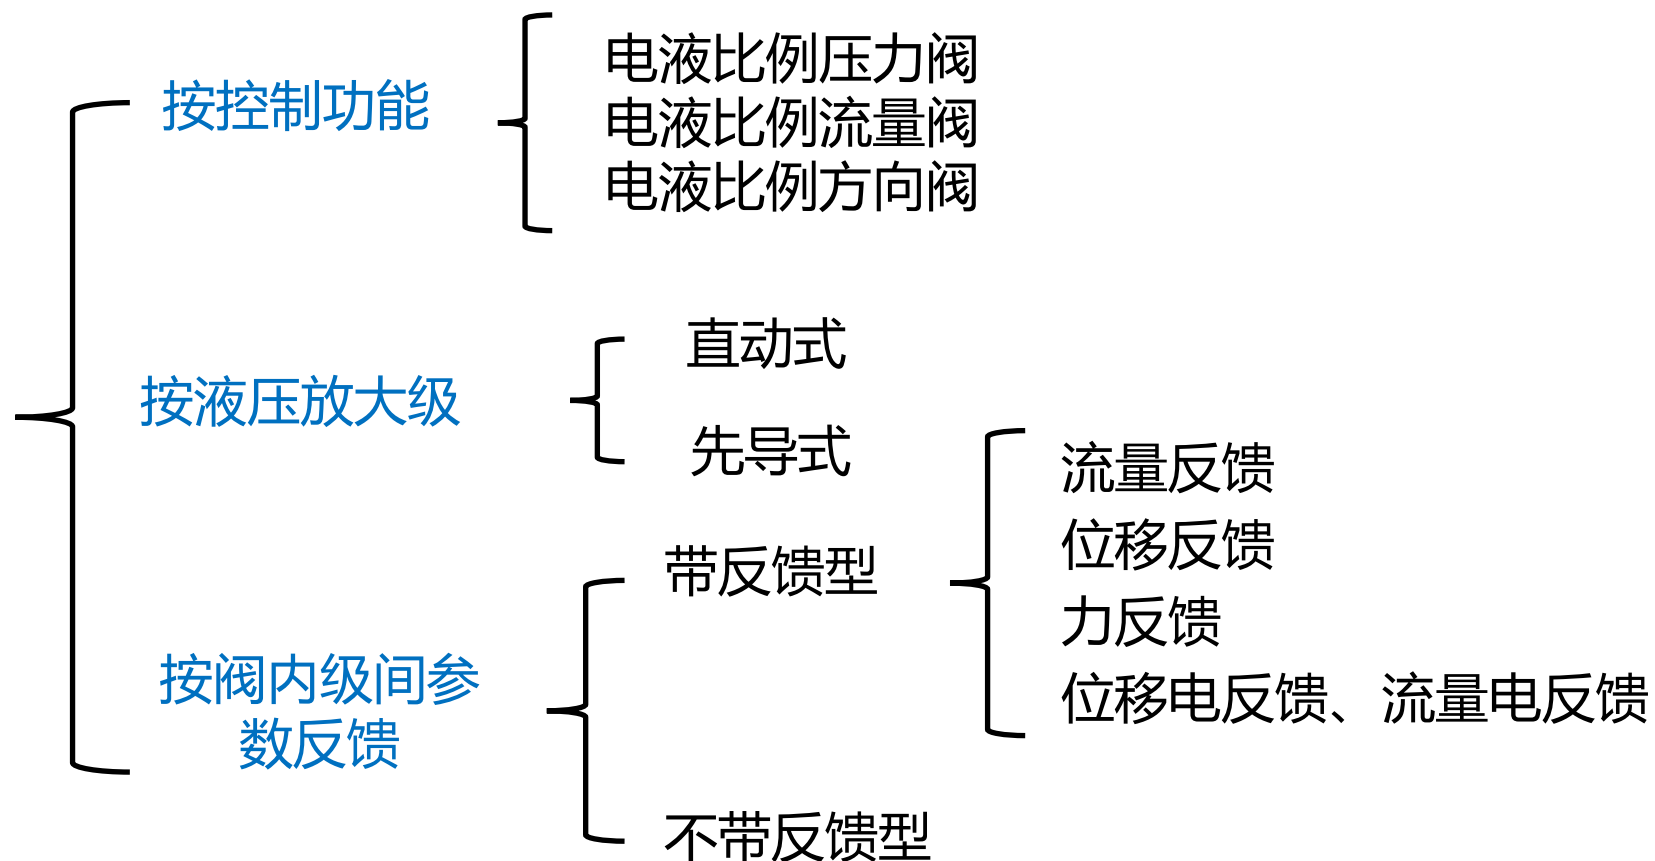 按控制功能
电液比例压力阀
电液比例流量阀
电液比例方向阀
按液压放大级
直动式
先导式
按阀内级间参
数反馈
带反馈型
流量反馈
位移反馈
力反馈
位移电反馈、流量电反馈
不带反馈型